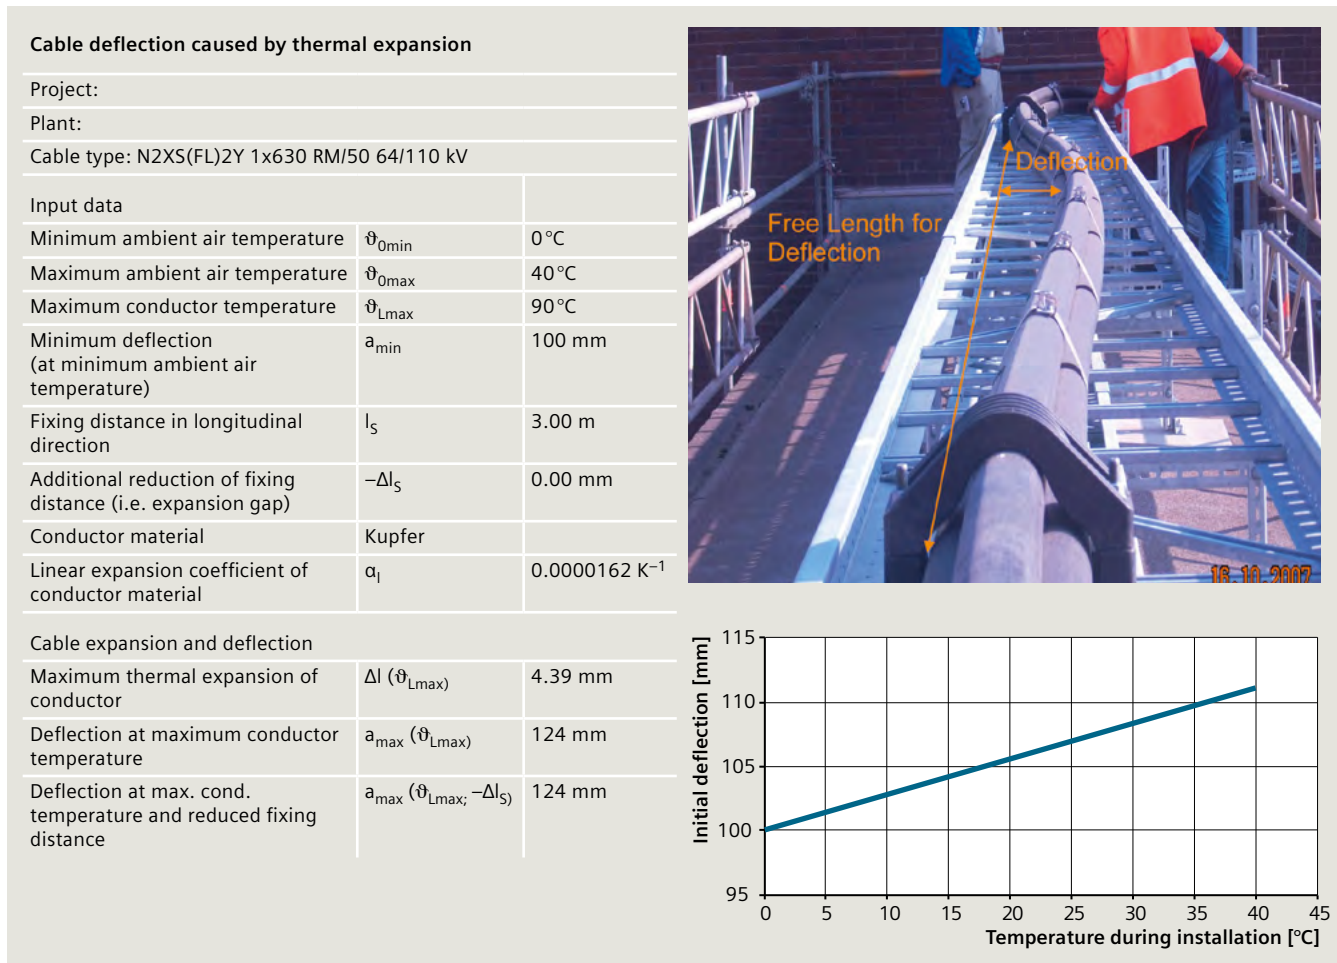 Cable deflection caused by thermal expansion
Project:
Plant:
Cable type: N2XS(FL)2Y 1x630 RM/50 64/110 kV
Input data
Minimum ambient air temperature ϑ0min 0 °C
Maximum ambient air temperature ϑ0max 40 °C
Maximum conductor temperature ϑLmax 90 °C
Minimum deflection amin 100 mm
(at minimum ambient air
temperature)
Fixing distance in longitudinal lS 3.00 m
direction
Additional reduction of fixing –ΔlS 0.00 mm
distance (i.e. expansion gap)
Conductor material Kupfer
Linear expansion coefficient of αl 0.0000162 K–1
conductor material
Cable expansion and deflection
Maximum thermal expansion of Δl (ϑLmax) 4.39 mm
conductor
Deflection at maximum conductor amax (ϑLmax) 124 mm
temperature
Deflection at max. cond. amax (ϑLmax; –ΔlS) 124 mm
temperature and reduced fixing
distance
Deflection
Free Length for
Deflection
16.10.2007
Initial deflection [mm]
115
110
105
100
95
0 5 10 15 20 25 30 35 40 45
Temperature during installation [°C]